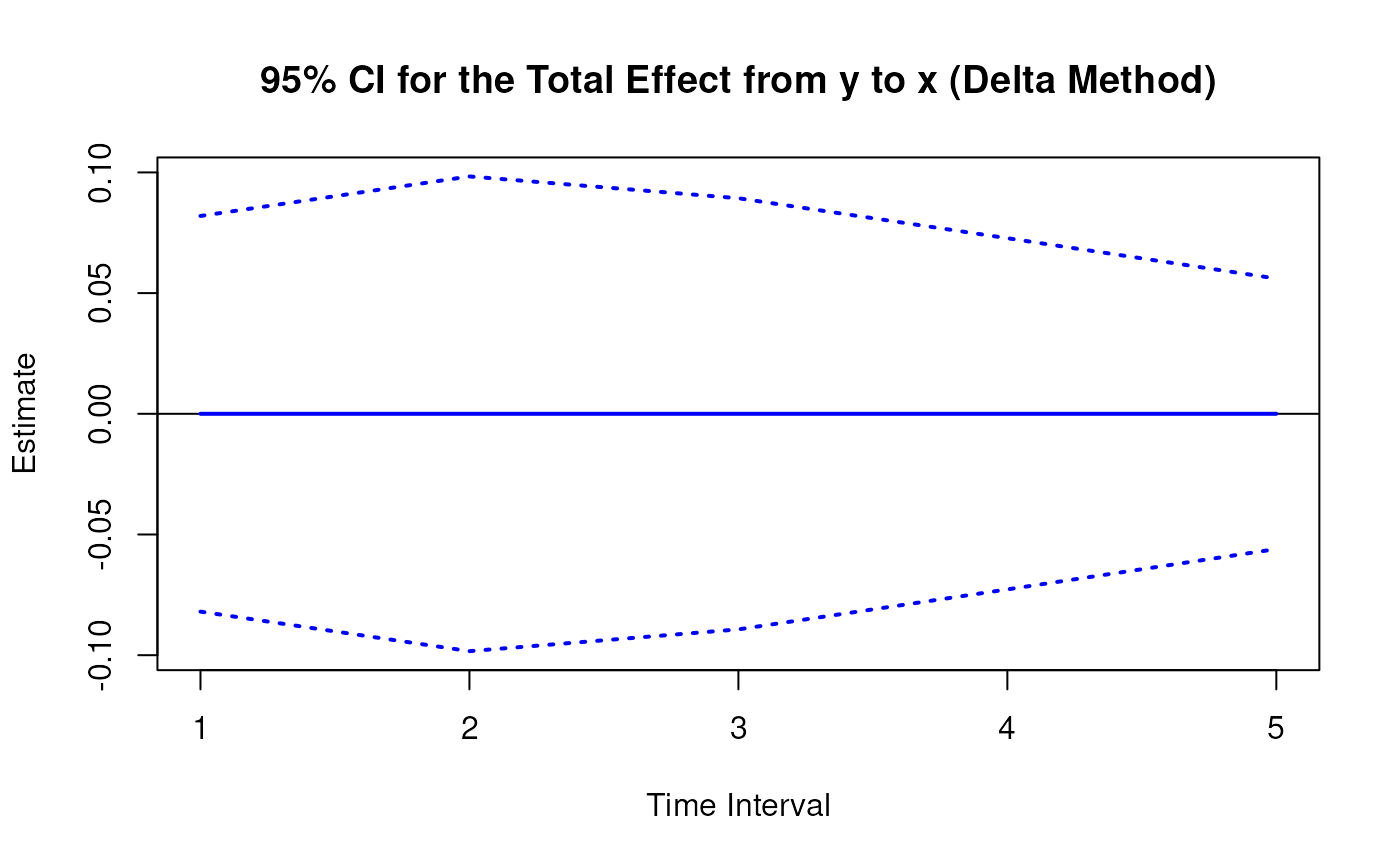 95% CI for the Total Effect from y to x (Delta Method)
Estimate
0.10
0.05
0.00
-0.05
-0.10
1 2 3 4 5
Time Interval